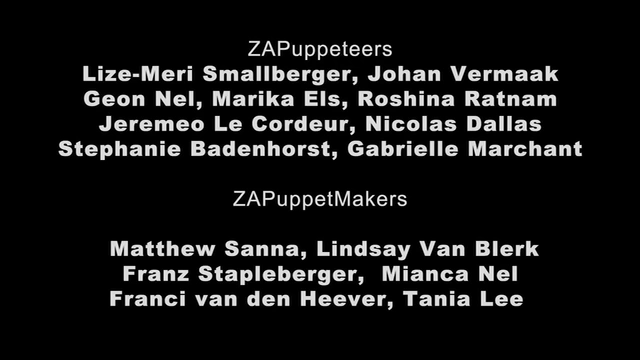 ZAPuppeteers
Lize-Meri Smallberger, Johan Vermaak
Geon Nel, Marika Els, Roshina Ratnam
Jeremeo Le Cordeur, Nicolas Dallas
Stephanie Badenhorst, Gabrielle Marchant
ZAPuppetMakers
Matthew Sanna, Lindsay Van Blerk
Franz Stapleberger, Mianca Nel
Franci van den Heever, Tania Lee